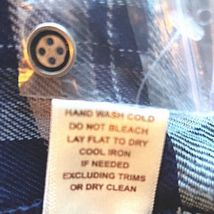 HAND WASH COLD
DO NOT BLEACH
LAY FLAT TO DRY
COOL IRON
IF NEEDED
EXCLUDING TRIMS
OR DRY CLEAN